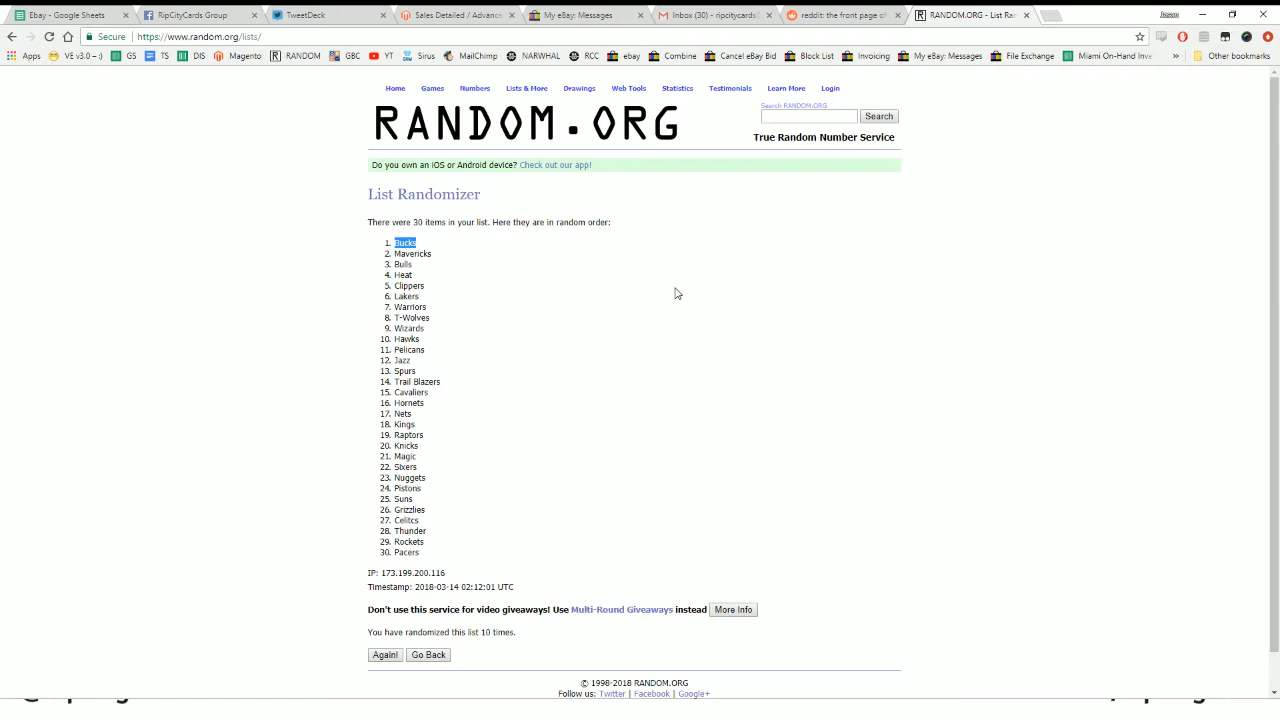 Ebay - Google Sheets RipCityCards Group TweetDeck Sales Detailed / Advance My eBay: Messages Inbox (30) - ripcitycards reddit: the front page of RANDOM.ORG - List Ra
Secure https://www.random.org/lists/
Apps VE v3.0 -- :) GS TS DIS Magento RANDOM GBC YT Sirus MailChimp NARWHAL RCC ebay Combine Cancel eBay Bid Block List Invoicing My eBay: Messages File Exchange Miami On-Hand Inve » Other bookmarks
Home Games Numbers Lists & More Drawings Web Tools Statistics Testimonials Learn More Login
Search RANDOM.ORG
RANDOM.ORG
Search
True Random Number Service
Do you own an iOS or Android device? Check out our app!
List Randomizer
There were 30 items in your list. Here they are in random order:
1. Bucks
2. Mavericks
3. Bulls
4. Heat
5. Clippers
6. Lakers
7. Warriors
8. T-Wolves
9. Wizards
10. Hawks
11. Pelicans
12. Jazz
13. Spurs
14. Trail Blazers
15. Cavaliers
16. Hornets
17. Nets
18. Kings
19. Raptors
20. Knicks
21. Magic
22. Sixers
23. Nuggets
24. Pistons
25. Suns
26. Grizzlies
27. Celitcs
28. Thunder
29. Rockets
30. Pacers
IP: 173.199.200.116
Timestamp: 2018-03-14 02:12:01 UTC
Don't use this service for video giveaways! Use Multi-Round Giveaways instead More Info
You have randomized this list 10 times.
Again! Go Back
© 1998-2018 RANDOM.ORG
Follow us: Twitter | Facebook | Google+